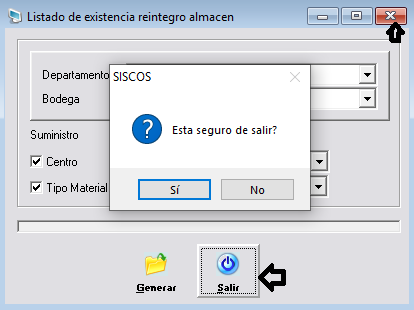 Listado de existencia reintegro almacen
Departamento
SISCOS
Bodega
Esta seguro de salir?
Suministro
Centro
Tipo Material
Sí
No
Generar
Salir